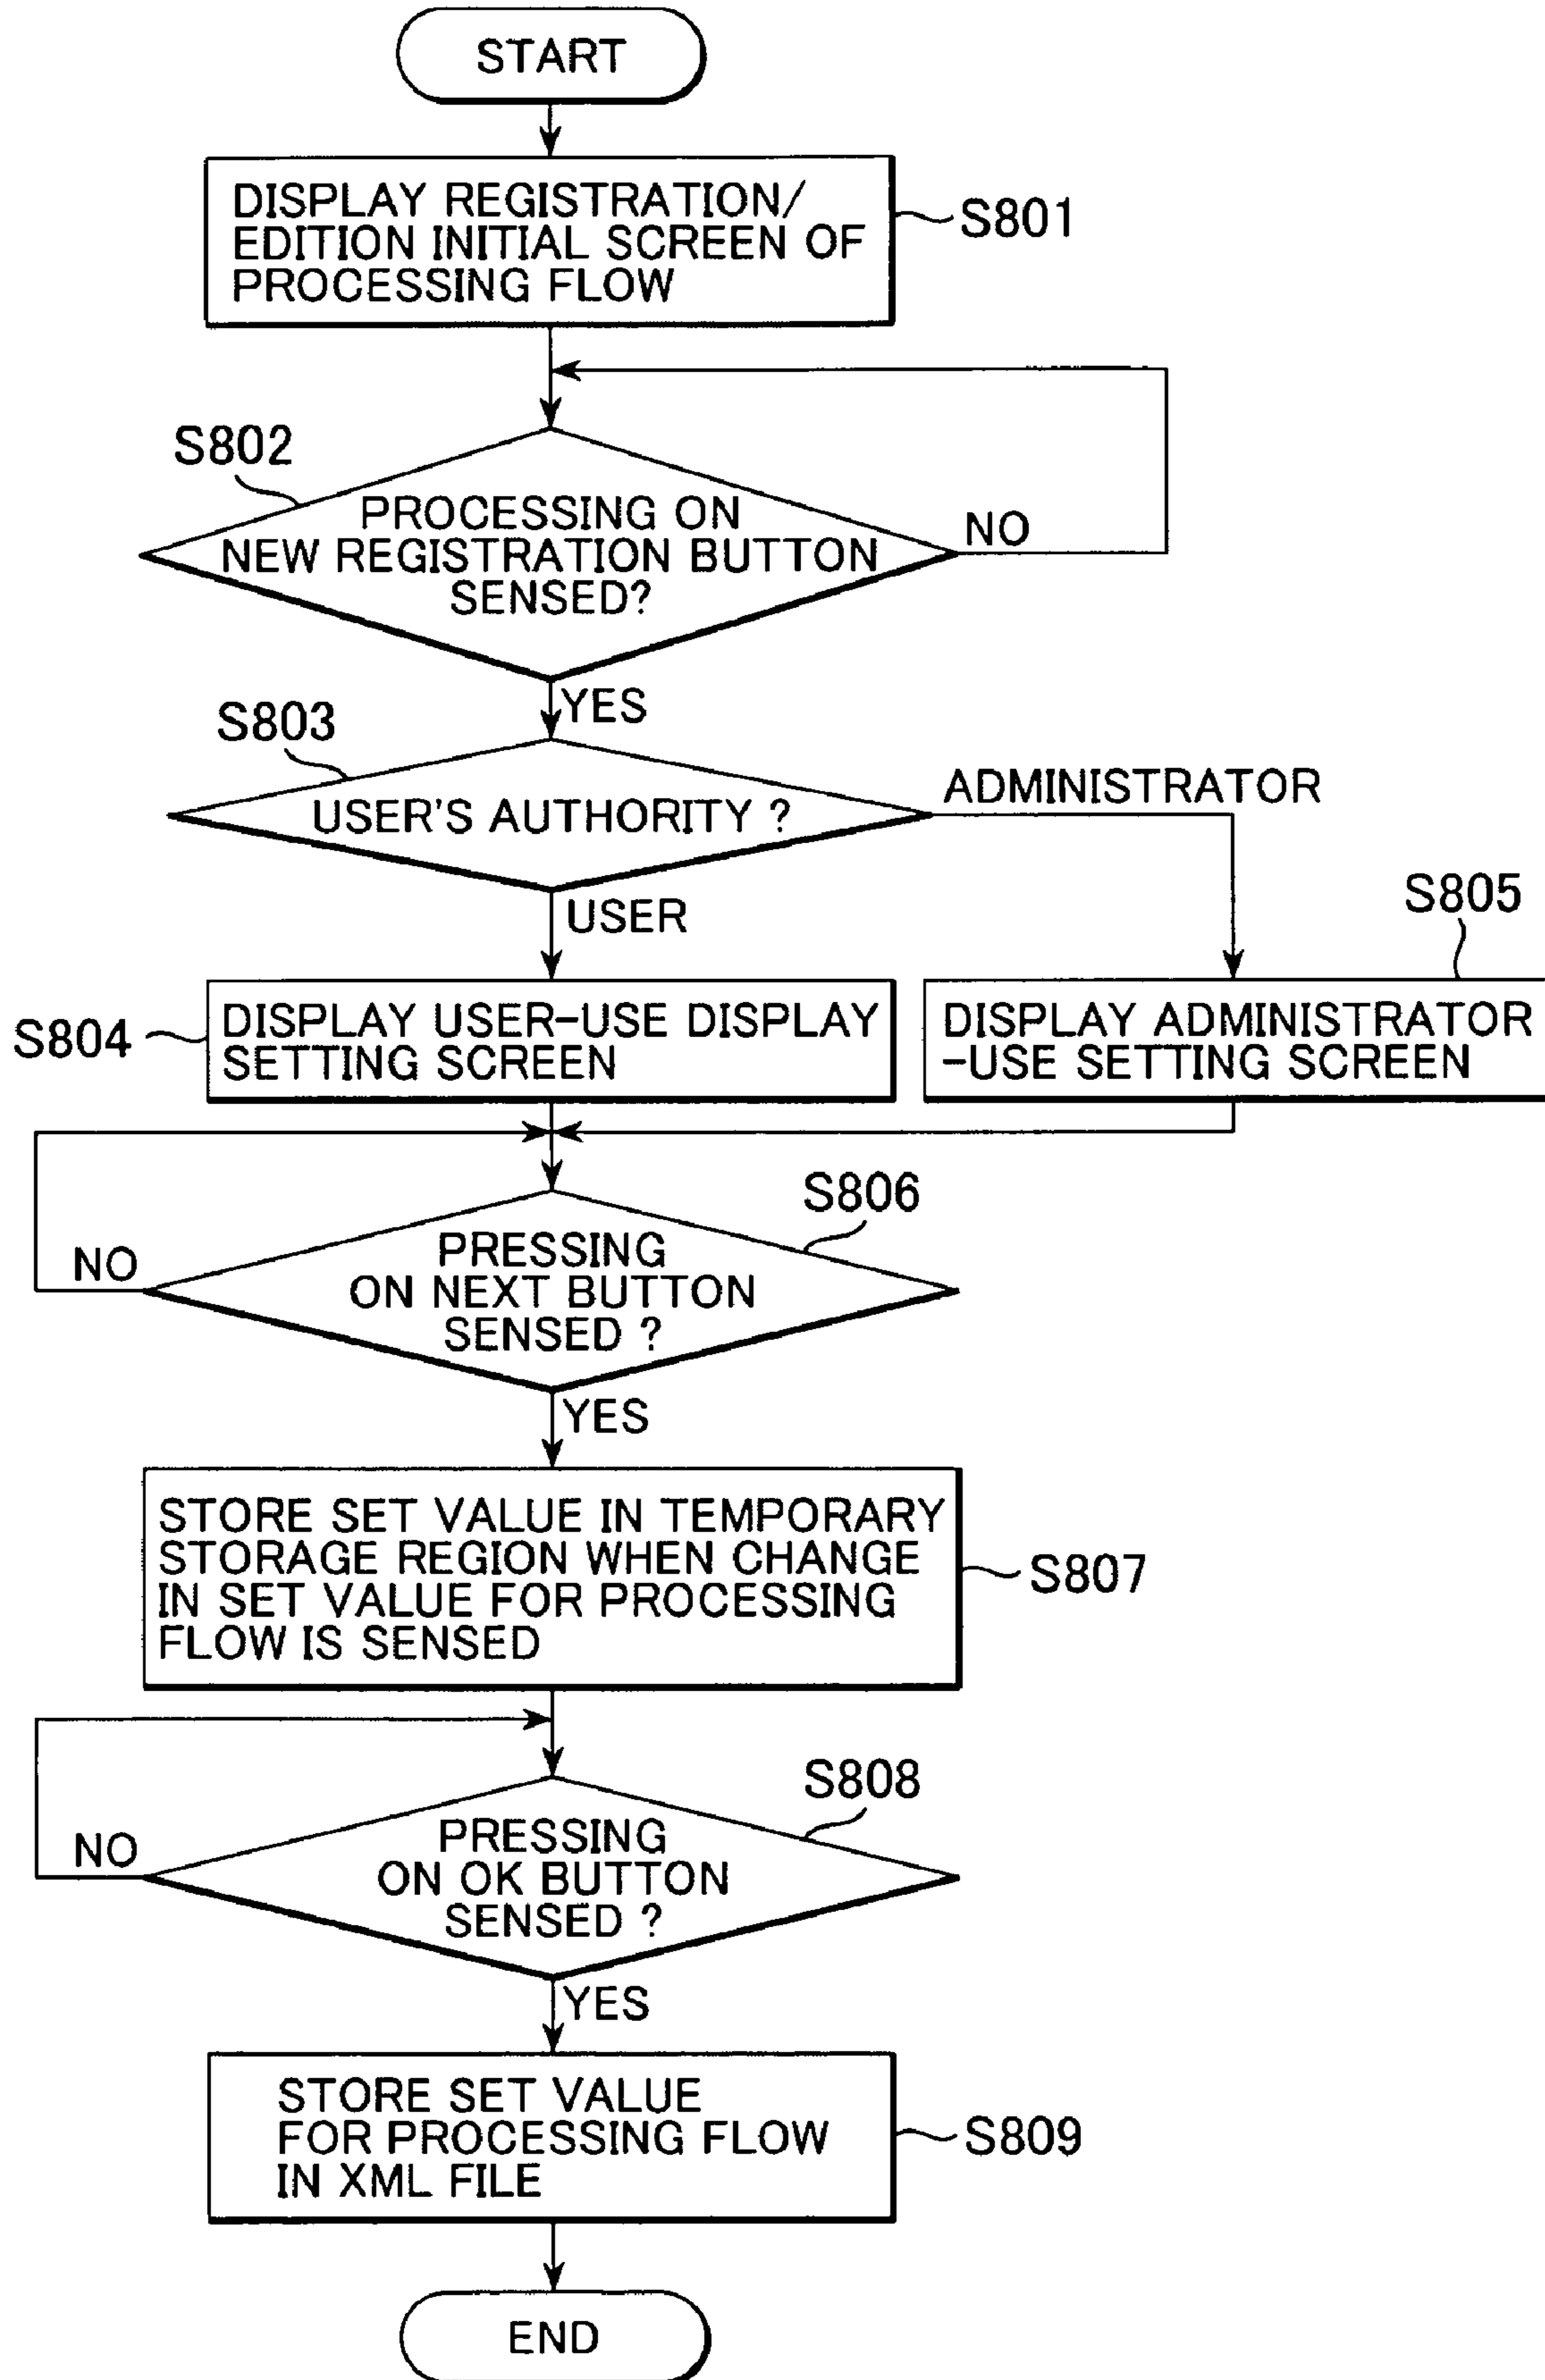 START
DISPLAY REGISTRATION/
EDITION INITIAL SCREEN OF
PROCESSING FLOW
S801
S802
PROCESSING ON
NEW REGISTRATION BUTTON
SENSED?
NO
YES
S803
USER'S AUTHORITY ?
ADMINISTRATOR
USER
S805
S804
DISPLAY USER-USE DISPLAY
SETTING SCREEN
DISPLAY ADMINISTRATOR
-USE SETTING SCREEN
S806
NO
PRESSING
ON NEXT BUTTON
SENSED ?
YES
STORE SET VALUE IN TEMPORARY
STORAGE REGION WHEN CHANGE
IN SET VALUE FOR PROCESSING
FLOW IS SENSED
S807
S808
NO
PRESSING
ON OK BUTTON
SENSED ?
YES
STORE SET VALUE
FOR PROCESSING FLOW
IN XML FILE
S809
END